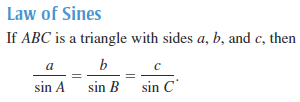 Law of Sines
If ABC is a triangle with sides a, b, and c, then
a/sin A = b/sin B = c/sin C.